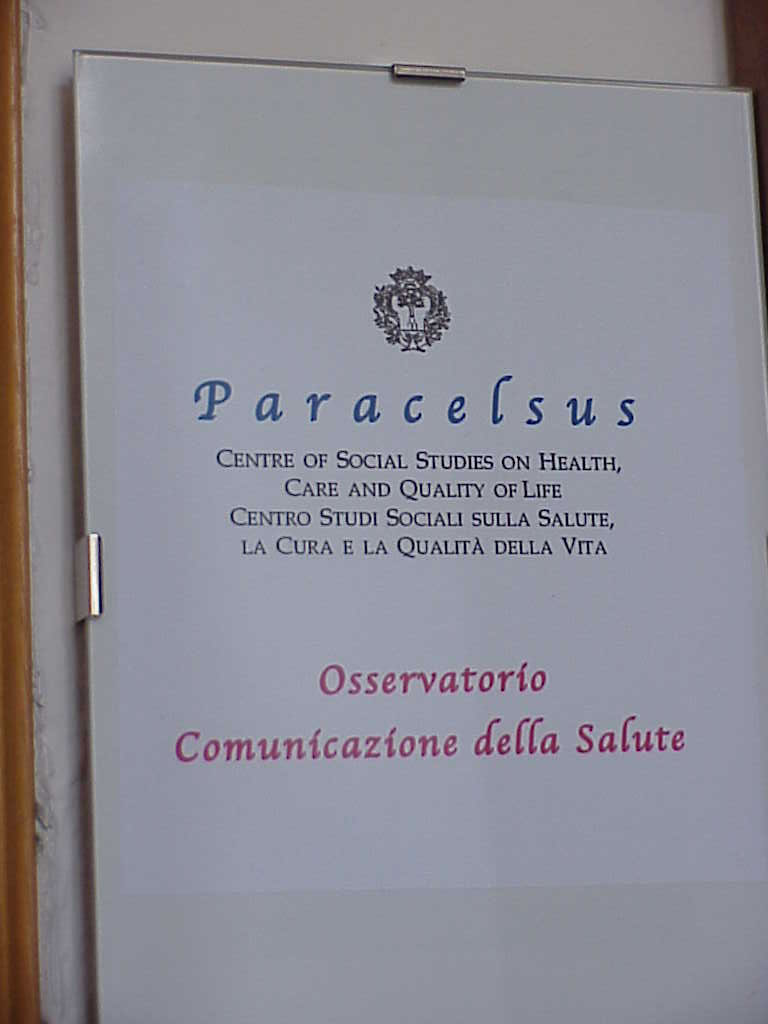 Paracelsus
CENTRE OF SOCIAL STUDIES ON HEALTH,
CARE AND QUALITY OF LIFE
CENTRO STUDI SOCIALI SULLA SALUTE,
LA CURA E LA QUALITÀ DELLA VITA
Osservatorio
Comunicazione della Salute